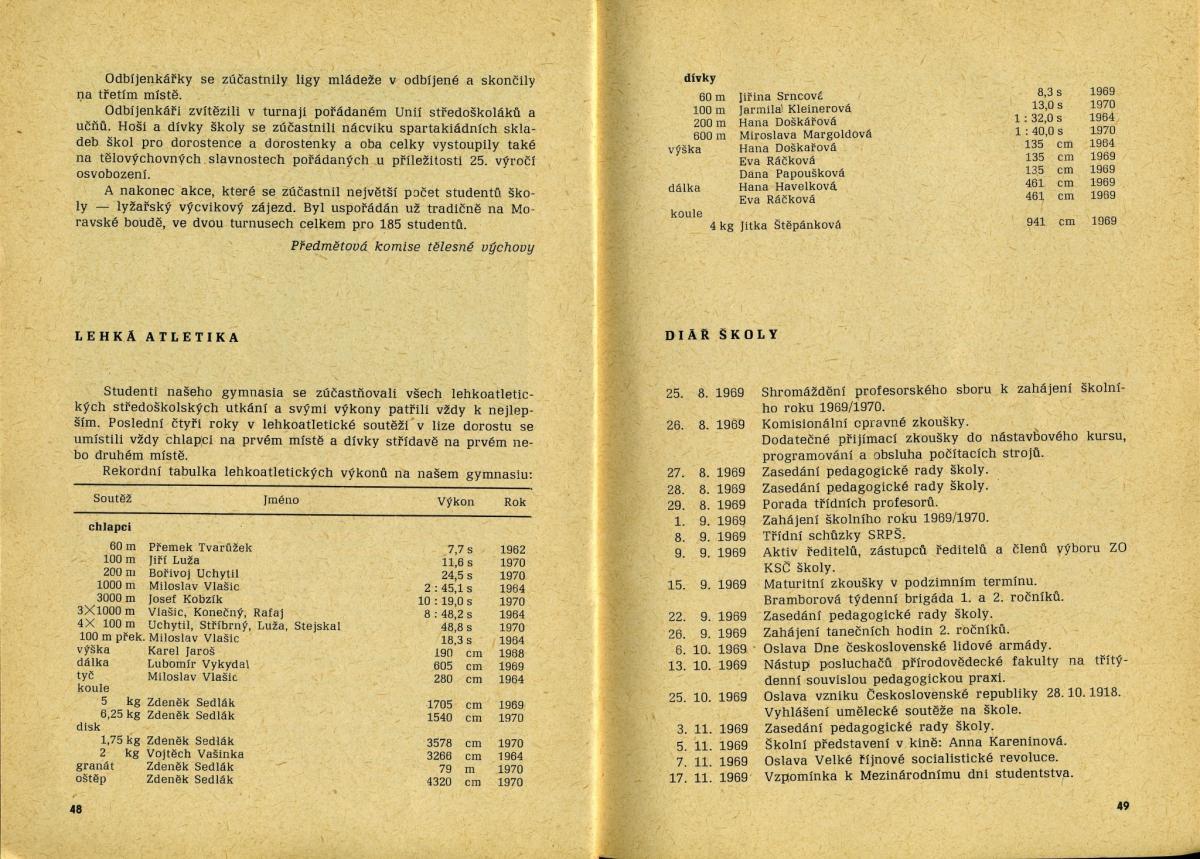 Odbíjenkářky se zúčastnily ligy mládeže v odbíjené a skončily
na třetím místě.
Odbíjenkáři zvítězili v turnaji pořádaném Unií středoškoláků a
učňů. Hoši a dívky školy se zúčastnili nácviku spartakiádních skla-
deb škol pro dorostence a dorostenky a oba celky vystoupily také
na tělovýchovných slavnostech pořádaných u příležitosti 25. výročí
osvobození.
A nakonec akce, které se zúčastnil největší počet studentů ško-
ly — lyžařský výcvikový zájezd. Byl uspořádán už tradičně na Mo-
ravské boudě, ve dvou turnusech celkem pro 185 studentů.
Předmětová komise tělesné výchovy
LEHKÁ ATLETIKA
Studenti našeho gymnasia se zúčastňovali všech lehkoatletic-
kých středoškolských utkání a svými výkony patřili vždy k nejlep-
ším. Poslední čtyři roky v lehkoatletické soutěži v lize dorostu se
umístili vždy chlapci na prvém místě a dívky střídavě na prvém ne-
bo druhém místě.
Rekordní tabulka lehkoatletických výkonů na našem gymnasiu:
Soutěž Jméno Výkon Rok
chlapci
60 m Přemek Tvarůžek 7,7 s 1962
100 m Jiří Luža 11,6 s 1970
200 m Bořivoj Uchytil 24,5 s 1970
1000 m Miloslav Vlašic 2 : 45,1 s 1964
3000 m Josef Kobzík 10 : 19,0 s 1970
3×1000 m Vlašic, Konečný, Rafaj 8 : 48,2 s 1964
4× 100 m Uchytil, Stříbrný, Luža, Stejskal 48,8 s 1970
100 m přek. Miloslav Vlašic 18,3 s 1964
výška Karel Jaroš 190 cm 1968
dálka Lubomír Vykydal 605 cm 1969
tyč Miloslav Vlašic 280 cm 1964
koule
5 kg Zdeněk Sedlák 1705 cm 1969
6,25 kg Zdeněk Sedlák 1540 cm 1970
disk
1,75 kg Zdeněk Sedlák 3578 cm 1970
2 kg Vojtěch Vašinka 3266 cm 1964
granát Zdeněk Sedlák 79 m 1970
oštěp Zdeněk Sedlák 4320 cm 1970
48
dívky
60 m Jiřina Srncová 8,3 s 1969
100 m Jarmila Kleinerová 13,0 s 1970
200 m Hana Doškářová 1 : 32,0 s 1964
600 m Miroslava Margoldová 1 : 40,0 s 1970
výška Hana Doškařová 135 cm 1964
Eva Ráčková 135 cm 1969
Dana Papoušková 135 cm 1969
dálka Hana Havelková 461 cm 1969
Eva Ráčková 461 cm 1969
koule
4 kg Jitka Štěpánková 941 cm 1969
DIÁŘ ŠKOLY
25. 8. 1969 Shromáždění profesorského sboru k zahájení školní-
ho roku 1969/1970.
26. 8. 1969 Komisionální opravné zkoušky.
Dodatečné přijímací zkoušky do nástavbového kursu,
programování a obsluha počítacích strojů.
27. 8. 1969 Zasedání pedagogické rady školy.
28. 8. 1969 Zasedání pedagogické rady školy.
29. 8. 1969 Porada třídních profesorů.
1. 9. 1969 Zahájení školního roku 1969/1970.
8. 9. 1969 Třídní schůzky SRPŠ.
9. 9. 1969 Aktiv ředitelů, zástupců ředitelů a členů výboru ZO
KSČ školy.
15. 9. 1969 Maturitní zkoušky v podzimním termínu.
Bramborová týdenní brigáda 1. a 2. ročníků.
22. 9. 1969 Zasedání pedagogické rady školy.
26. 9. 1969 Zahájení tanečních hodin 2. ročníků.
6. 10. 1969 Oslava Dne československé lidové armády.
13. 10. 1969 Nástup posluchačů přírodovědecké fakulty na třítý-
denní souvislou pedagogickou praxi.
25. 10. 1969 Oslava vzniku Československé republiky 28. 10. 1918.
Vyhlášení umělecké soutěže na škole.
3. 11. 1969 Zasedání pedagogické rady školy.
5. 11. 1969 Školní představení v kině: Anna Kareninová.
7. 11. 1969 Oslava Velké říjnové socialistické revoluce.
17. 11. 1969 Vzpomínka k Mezinárodnímu dni studentstva.
49